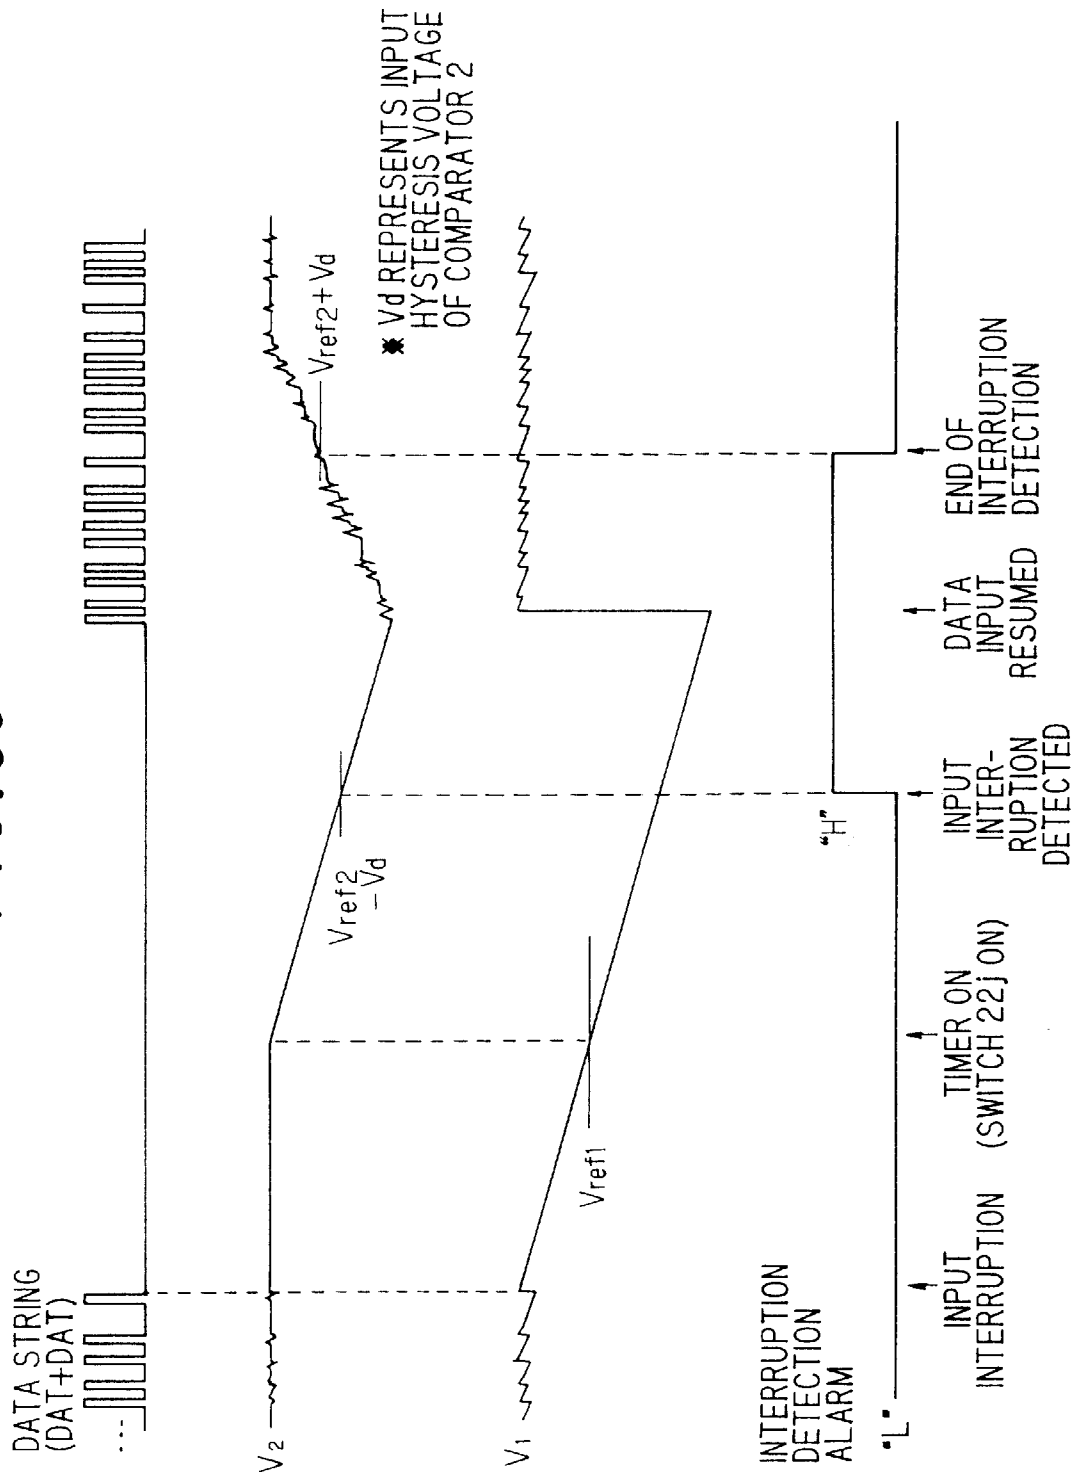 DATA STRING
(DAT+DAT)
V2
Vref2
-Vd
Vref2+Vd
※ Vd REPRESENTS INPUT
HYSTERESIS VOLTAGE
OF COMPARATOR 2
V1
Vref1
INTERRUPTION
DETECTION
ALARM
"L"
"H"
INPUT
INTERRUPTION
TIMER ON
(SWITCH 22j ON)
INPUT
INTER-
RUPTION
DETECTED
DATA
INPUT
RESUMED
END OF
INTERRUPTION
DETECTION